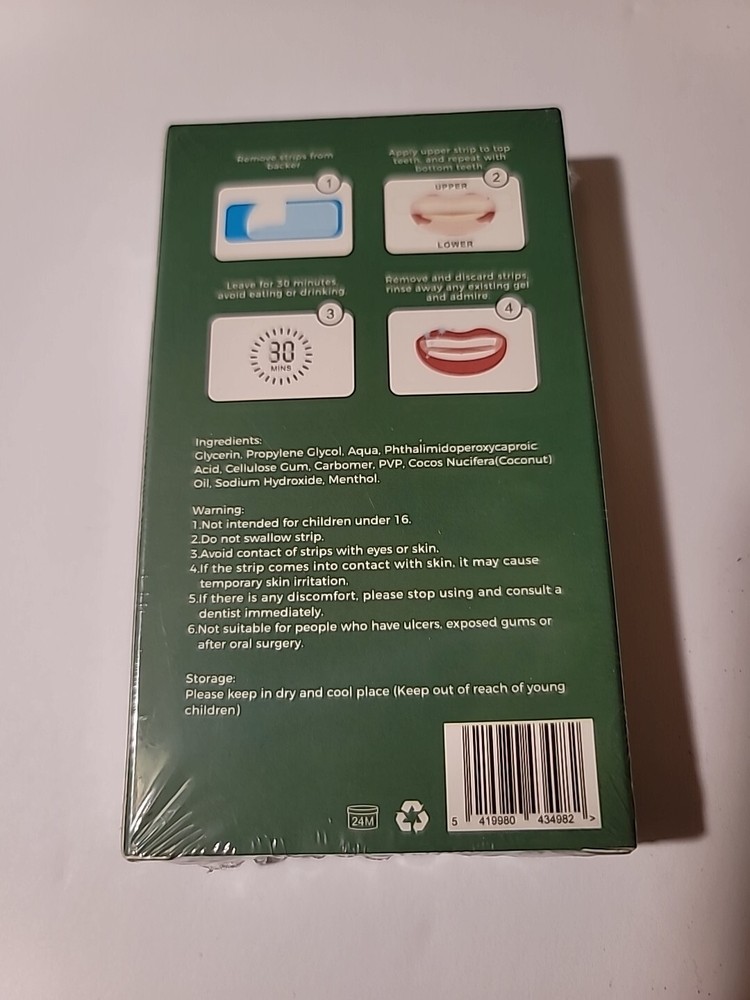 Remove strips from
backer
1
Apply upper strip to top
teeth, and repeat with
bottom teeth
2
UPPER
LOWER
Leave for 30 minutes,
avoid eating or drinking
3
30
MINS
Remove and discard strips,
rinse away any existing gel
and admire
4
Ingredients:
Glycerin, Propylene Glycol, Aqua, Phthalimidoperoxycaproic
Acid, Cellulose Gum, Carbomer, PVP, Cocos Nucifera(Coconut)
Oil, Sodium Hydroxide, Menthol.
Warning:
1.Not intended for children under 16.
2.Do not swallow strip.
3.Avoid contact of strips with eyes or skin.
4.If the strip comes into contact with skin, it may cause
temporary skin irritation.
5.If there is any discomfort, please stop using and consult a
dentist immediately.
6.Not suitable for people who have ulcers, exposed gums or
after oral surgery.
Storage:
Please keep in dry and cool place (Keep out of reach of young
children)
24M
5 419980 434982 >